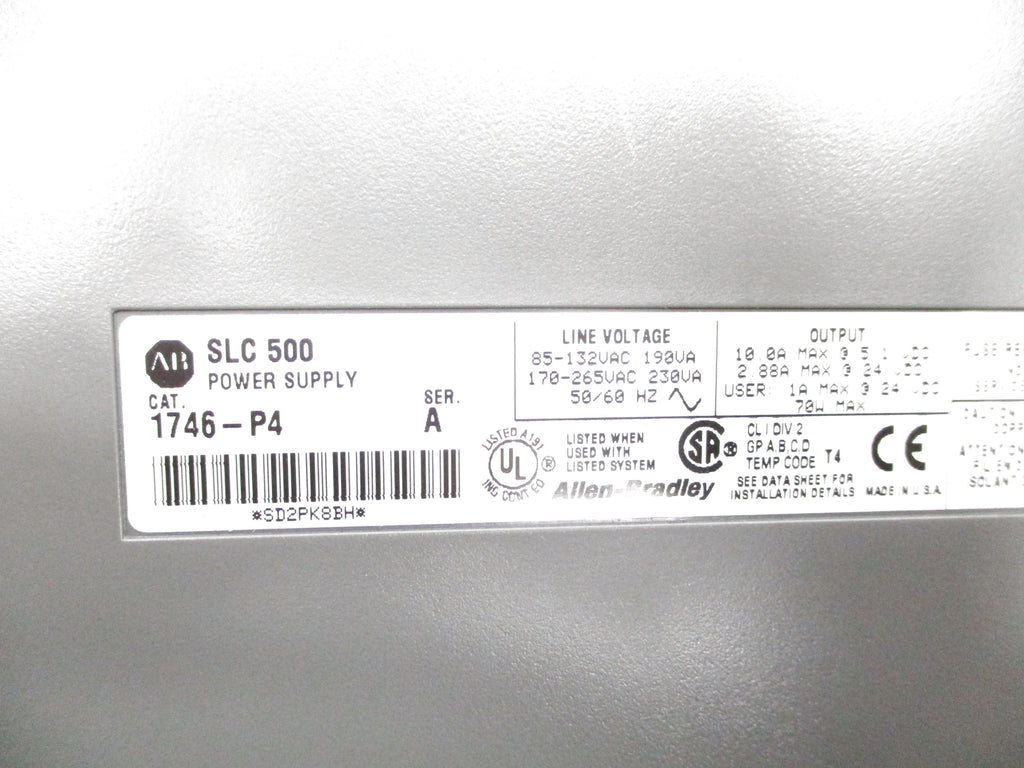 AB
SLC 500
POWER SUPPLY
CAT.
SER.
1746-P4
A
*SD2PK8BH*
LINE VOLTAGE
85-132VAC 190VA
170-265VAC 230VA
50/60 HZ
OUTPUT
10.0A MAX @ 5.1 VDC
2.88A MAX @ 24 VDC
USER: 1A MAX @ 24 VDC
70W MAX
LISTED A191
UL ®
IND CONT EQ
LISTED WHEN
USED WITH
LISTED SYSTEM
Allen-Bradley
SA ®
CL I DIV 2
GP A.B.C.D.
TEMP CODE T4
SEE DATA SHEET FOR
INSTALLATION DETAILS
CE
MADE IN U.S.A.
FUSE
ATTENTION